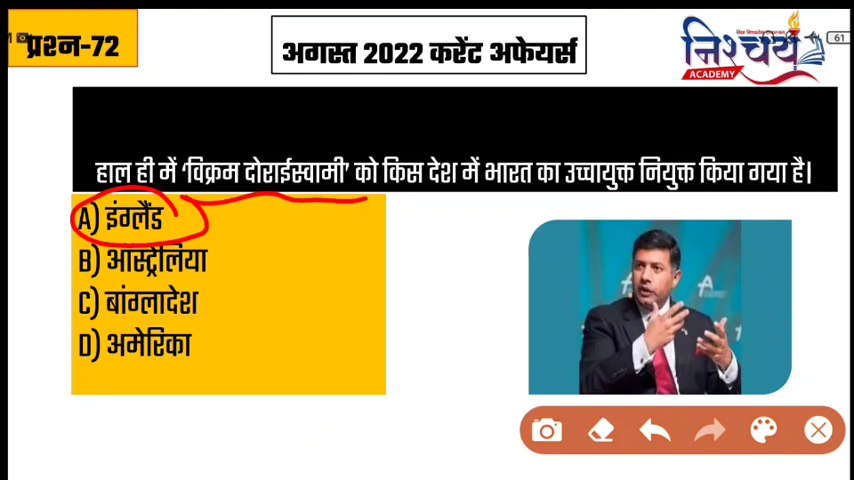 प्रश्न-72
अगस्त 2022 करेंट अफेयर्स
निश्चय
ACADEMY
61
हाल ही में ‘विक्रम दोराईस्वामी’ को किस देश में भारत का उच्चायुक्त नियुक्त किया गया है।
A) इंग्लैंड
B) आस्ट्रेलिया
C) बांग्लादेश
D) अमेरिका